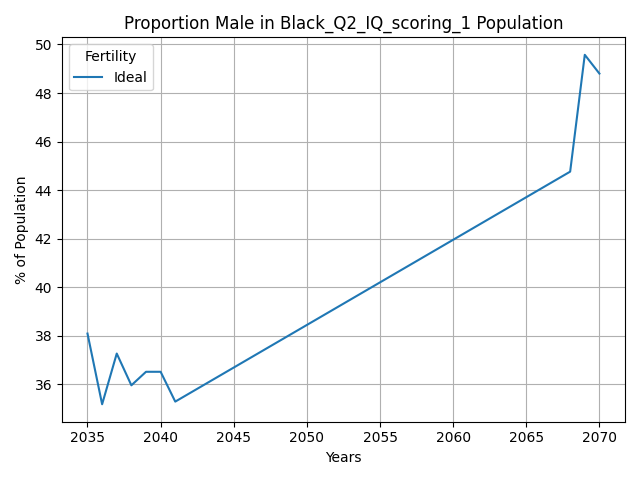 Proportion Male in Black_Q2_IQ_scoring_1 Population
Fertility
Ideal
% of Population
50
48
46
44
42
40
38
36
2035 2040 2045 2050 2055 2060 2065 2070
Years